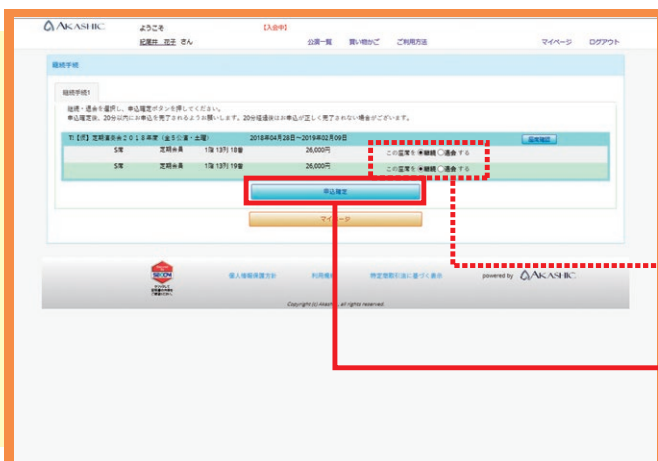 AKASHIC
ようこそ 【入会中】
紀尾井 花子 さん 公演一覧 買い物かご ご利用方法 マイページ ログアウト
継続手続
継続手続1
継続・退会を選択し、申込確定ボタンを押してください。
申込確定後、20分以内にお申込を完了されるようお願いします。20分経過後はお申込が正しく完了されない場合がございます。
定期演奏会2018年度(全5公演・土曜) 2018年04月28日~2019年02月09日 座席確認
S席 定期会員 1階 13列 18番 26,000円 この座席を 継続 退会 する
S席 定期会員 1階 13列 19番 26,000円 この座席を 継続 退会 する
申込確定
マイページ
SECOM
個人情報保護方針 利用規約 特定商取引法に基づく表示 powered by AKASHIC
Copyright (c) Akashic, all rights reserved.